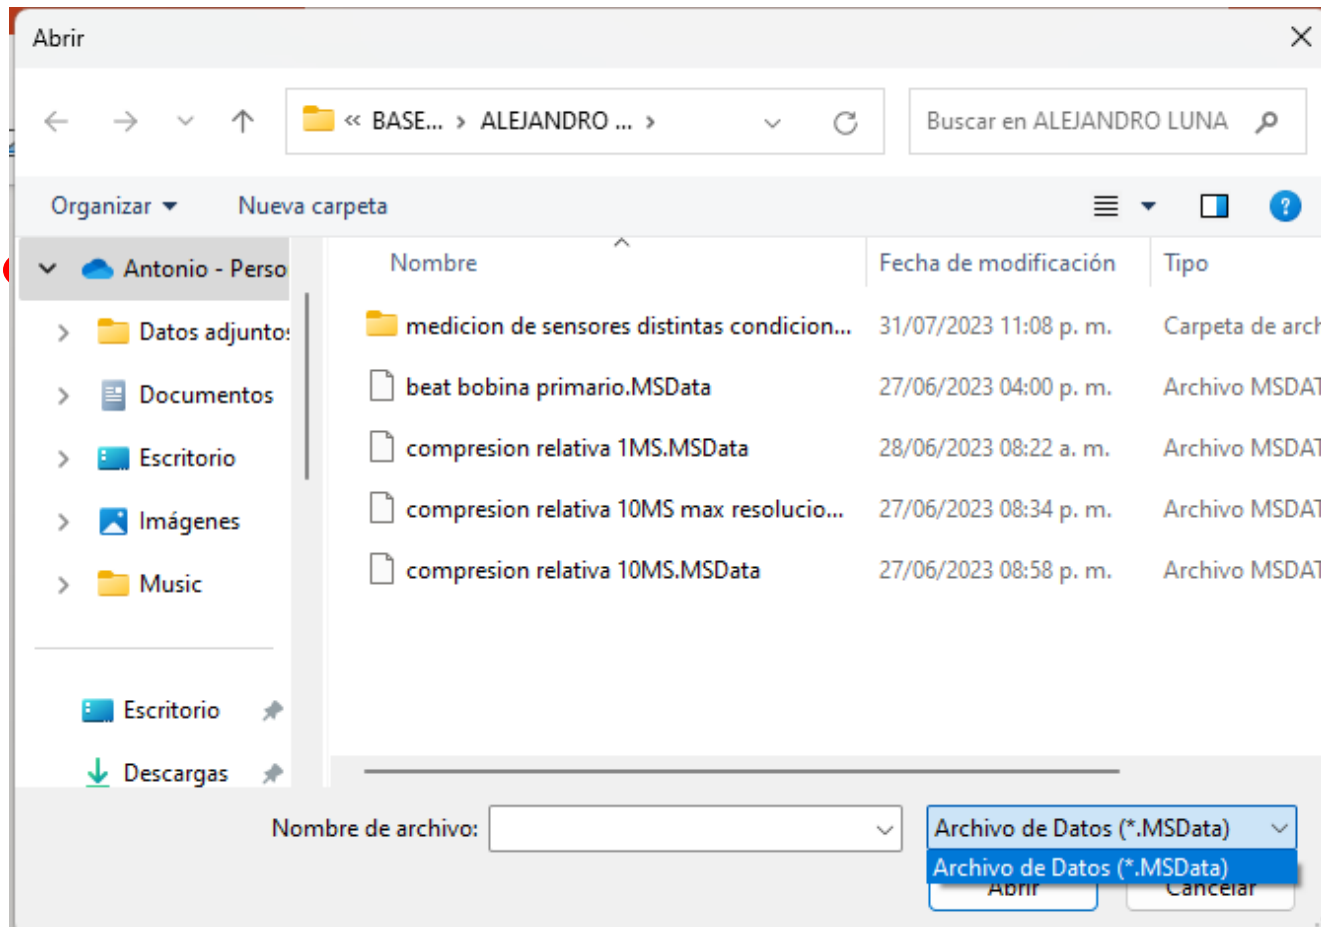 Abrir
« BASE... > ALEJANDRO ... >
Buscar en ALEJANDRO LUNA
Organizar
Nueva carpeta
Antonio - Perso
Datos adjuntos
Documentos
Escritorio
Imágenes
Music
Escritorio
Descargas
Nombre Fecha de modificación Tipo
medicion de sensores distintas condicion... 31/07/2023 11:08 p. m. Carpeta de arch
beat bobina primario.MSData 27/06/2023 04:00 p. m. Archivo MSDAT
compresion relativa 1MS.MSData 28/06/2023 08:22 a. m. Archivo MSDAT
compresion relativa 10MS max resolucio... 27/06/2023 08:34 p. m. Archivo MSDAT
compresion relativa 10MS.MSData 27/06/2023 08:58 p. m. Archivo MSDAT
Nombre de archivo:
Archivo de Datos (*.MSData)
Archivo de Datos (*.MSData)
Abrir Cancelar